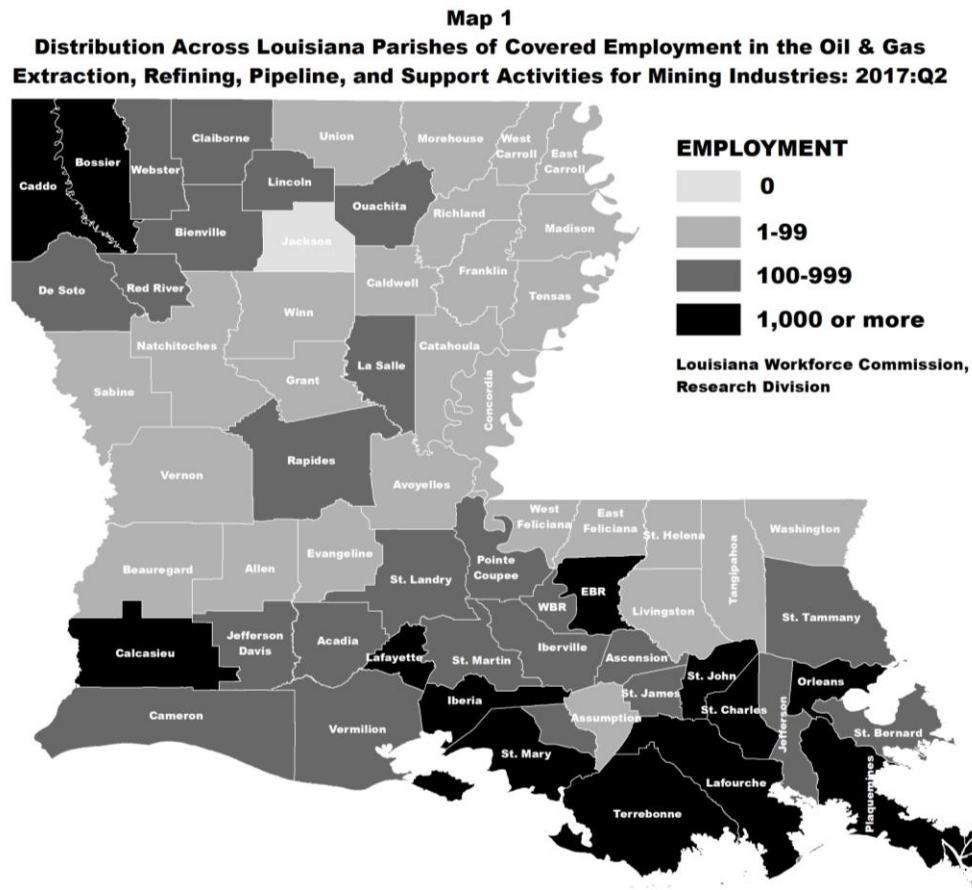 Map 1
Distribution Across Louisiana Parishes of Covered Employment in the Oil & Gas
Extraction, Refining, Pipeline, and Support Activities for Mining Industries: 2017:Q2
EMPLOYMENT
0
1-99
100-999
1,000 or more
Louisiana Workforce Commission,
Research Division
Caddo
Bossier
Webster
Claiborne
Union
Morehouse
West
Carroll
East
Carroll
Lincoln
Ouachita
Richland
Madison
Bienville
Jackson
De Soto
Red River
Caldwell
Franklin
Tensas
Winn
Natchitoches
La Salle
Catahoula
Sabine
Grant
Concordia
Vernon
Rapides
Avoyelles
West
Feliciana
East
Feliciana
St. Helena
Tangipahoa
Washington
Beauregard
Allen
Evangeline
St. Landry
Pointe
Coupee
WBR
EBR
Livingston
St. Tammany
Calcasieu
Jefferson
Davis
Acadia
Lafayette
St. Martin
Iberville
Ascension
St. John
Orleans
Cameron
Vermilion
Iberia
St. James
Assumption
St. Charles
Jefferson
St. Bernard
St. Mary
Lafourche
Terrebonne
Plaquemines